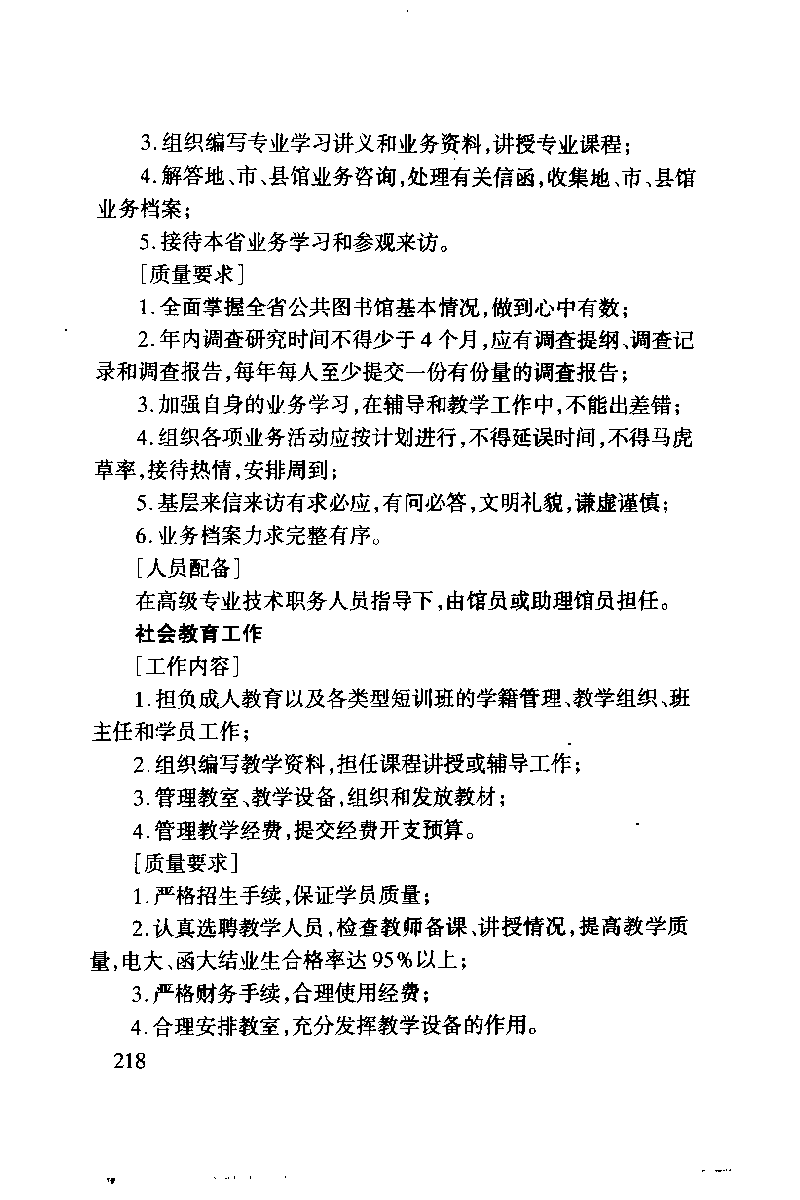 3.组织编写专业学习讲义和业务资料,讲授专业课程;
4.解答地、市、县馆业务咨询,处理有关信函,收集地、市、县馆
业务档案;
5.接待本省业务学习和参观来访。
[质量要求]
1.全面掌握全省公共图书馆基本情况,做到心中有数;
2.年内调查研究时间不得少于4个月,应有调查提纲、调查记
录和调查报告,每年每人至少提交一份有份量的调查报告;
3.加强自身的业务学习,在辅导和教学工作中,不能出差错;
4.组织各项业务活动应按计划进行,不得延误时间,不得马虎
草率,接待热情,安排周到;
5.基层来信来访有求必应,有问必答,文明礼貌,谦虚谨慎;
6.业务档案力求完整有序。
[人员配备]
在高级专业技术职务人员指导下,由馆员或助理馆员担任。
社会教育工作
[工作内容]
1.担负成人教育以及各类型短训班的学籍管理、教学组织、班
主任和学员工作;
2.组织编写教学资料,担任课程讲授或辅导工作;
3.管理教室、教学设备,组织和发放教材;
4.管理教学经费,提交经费开支预算。
[质量要求]
1.严格招生手续,保证学员质量;
2.认真选聘教学人员,检查教师备课、讲授情况,提高教学质
量,电大、函大结业生合格率达95%以上;
3.严格财务手续,合理使用经费;
4.合理安排教室,充分发挥教学设备的作用。
218